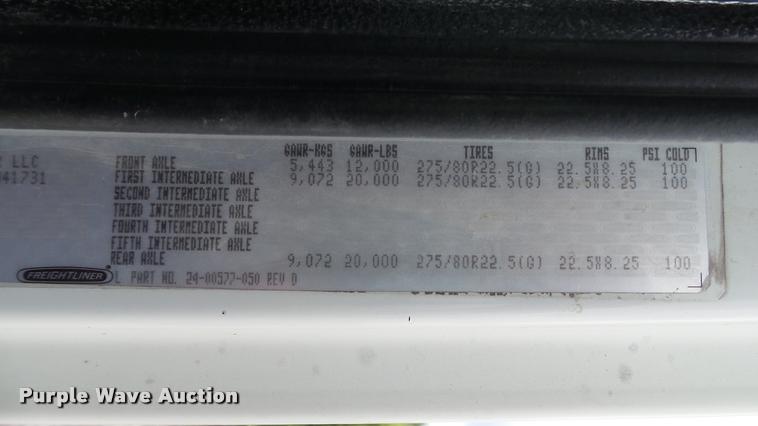 GAWR-KGS GAWR-LBS TIRES RIMS PSI COLD
R LLC FRONT AXLE 5,443 12,000 275/80R22.5(G) 22.5X8.25 100
41731 FIRST INTERMEDIATE AXLE 9,072 20,000 275/80R22.5(G) 22.5X8.25 100
SECOND INTERMEDIATE AXLE
THIRD INTERMEDIATE AXLE
FOURTH INTERMEDIATE AXLE
FIFTH INTERMEDIATE AXLE
REAR AXLE 9,072 20,000 275/80R22.5(G) 22.5X8.25 100
FREIGHTLINER L PART NO. 24-00577-050 REV D
Purple Wave Auction